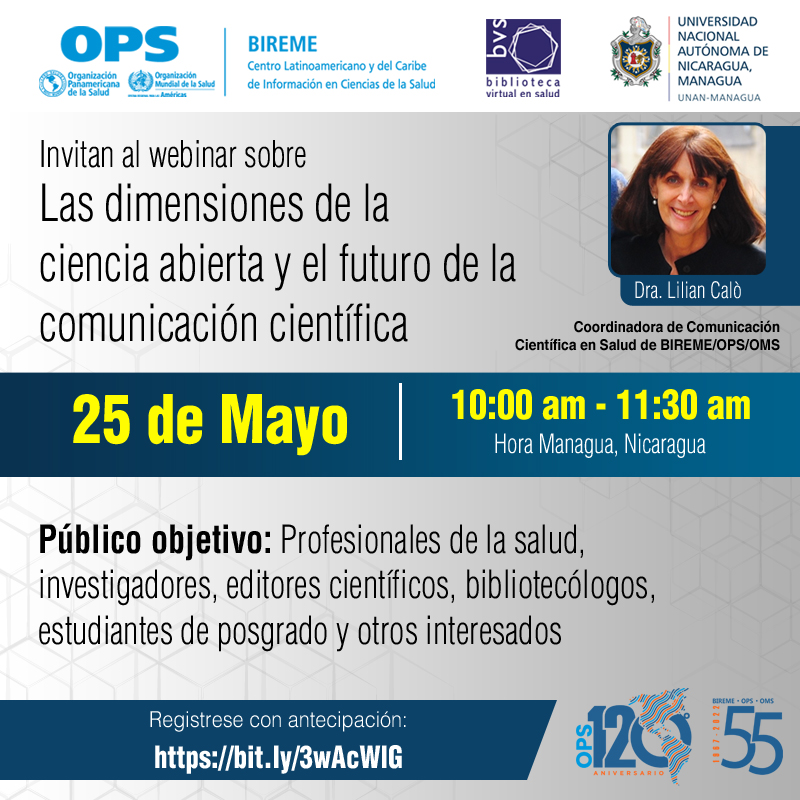 OPS
Organización
Panamericana
de la Salud
Organización
Mundial de la Salud
Américas
BIREME
Centro Latinoamericano y del Caribe
de Información en Ciencias de la Salud
bvs
biblioteca
virtual en salud
UNIVERSIDAD
NACIONAL
AUTÓNOMA DE
NICARAGUA,
MANAGUA
UNAN-MANAGUA
Invitan al webinar sobre
Las dimensiones de la
ciencia abierta y el futuro de la
comunicación científica
Dra. Lilian Calò
Coordinadora de Comunicación
Científica en Salud de BIREME/OPS/OMS
25 de Mayo
10:00 am - 11:30 am
Hora Managua, Nicaragua
Público objetivo: Profesionales de la salud,
investigadores, editores científicos, bibliotecólogos,
estudiantes de posgrado y otros interesados
Registrese con antecipación:
https://bit.ly/3wAcWIG
OPS
120º
ANIVERSARIO
BIREME • OPS • OMS
1967-2022
55